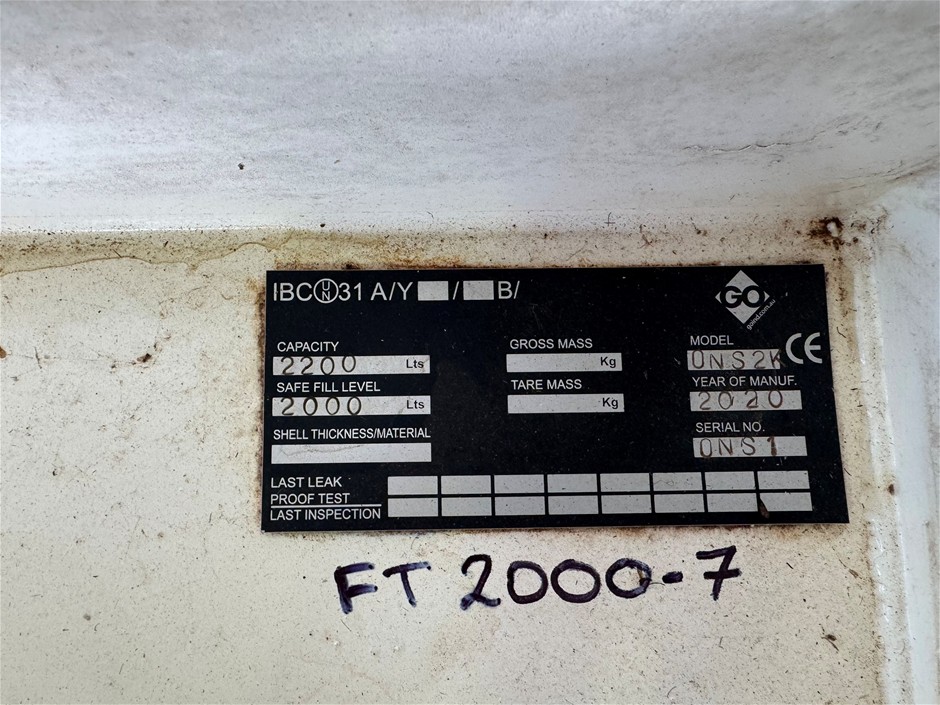 IBC UN 31 A/Y / B/
GO
goind.com.au
CAPACITY
2200 Lts
SAFE FILL LEVEL
2000 Lts
SHELL THICKNESS/MATERIAL
GROSS MASS
Kg
TARE MASS
Kg
MODEL
ONS2K
CE
YEAR OF MANUF.
2020
SERIAL NO.
ONS1
LAST LEAK
PROOF TEST
LAST INSPECTION
FT 2000-7